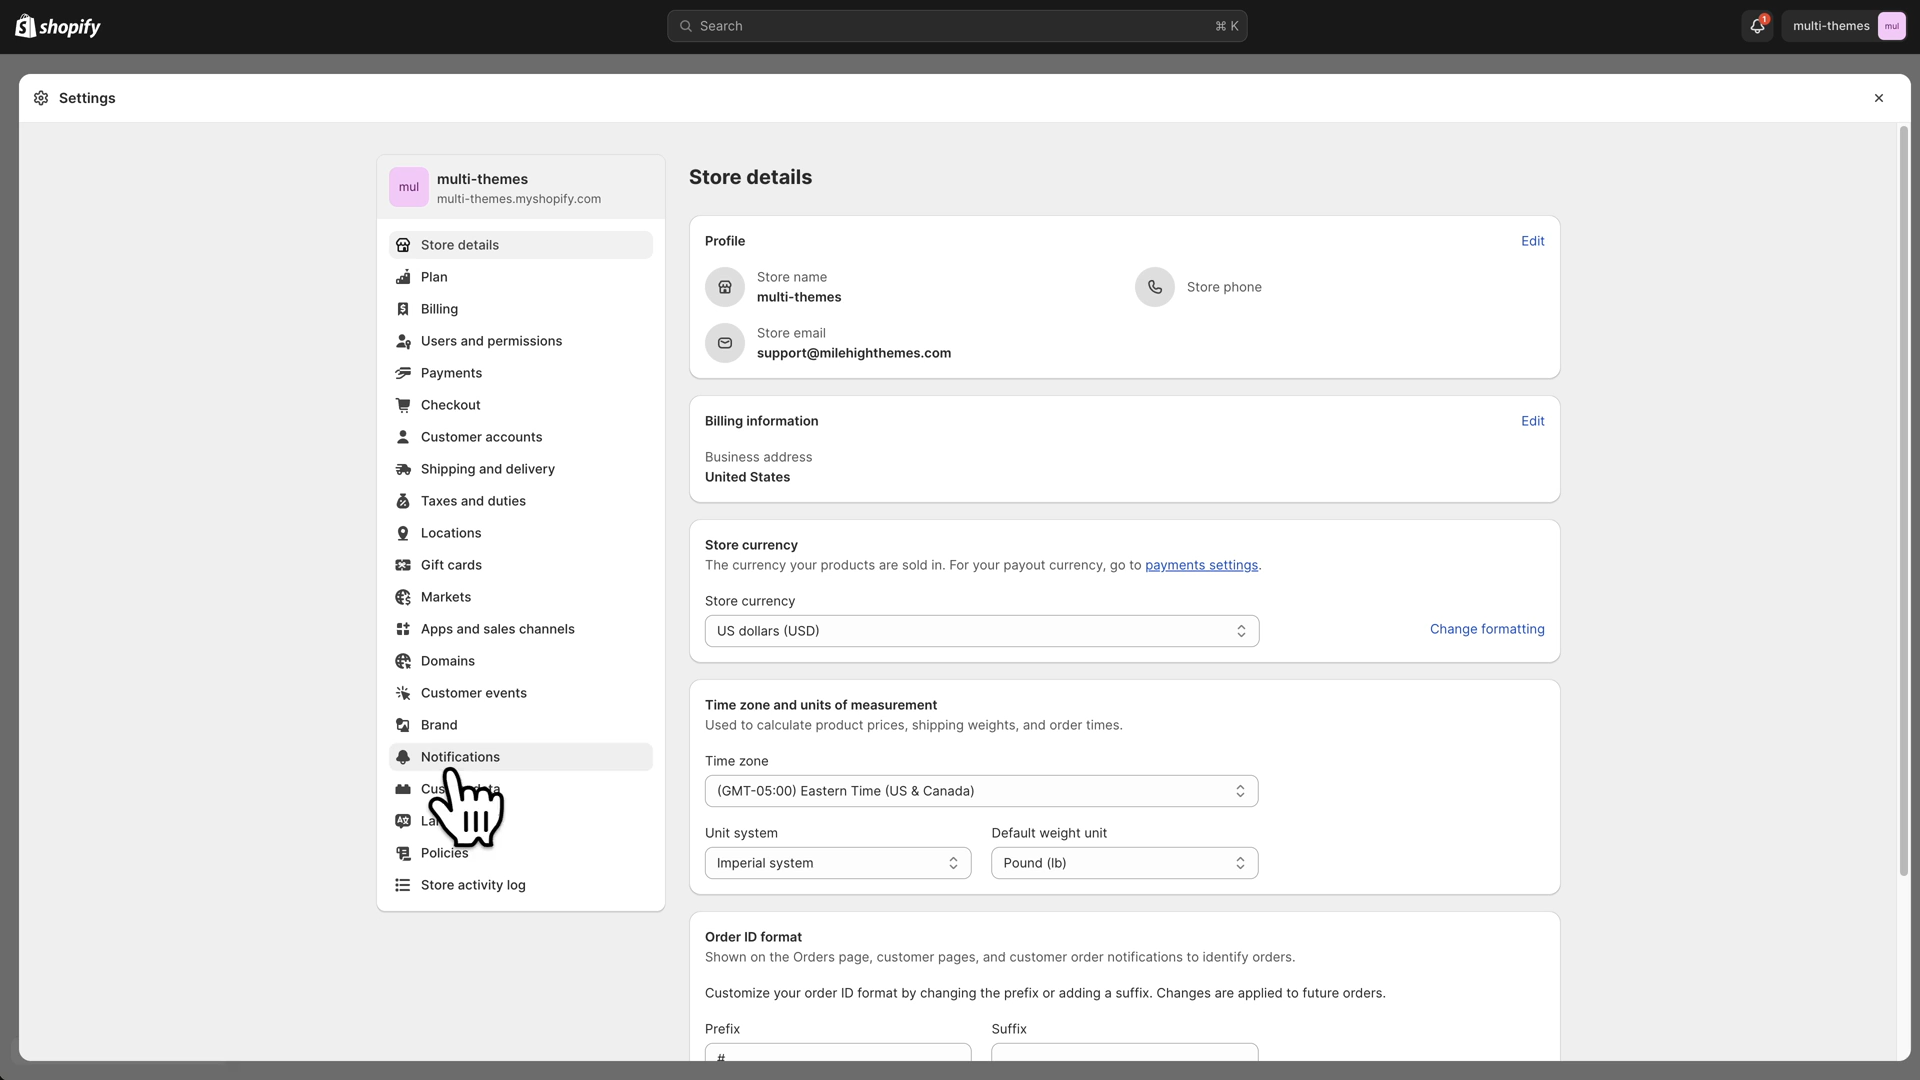 shopify
Search
⌘ K
1
multi-themes
mul
Settings
mul
multi-themes
multi-themes.myshopify.com
Store details
Plan
Billing
Users and permissions
Payments
Checkout
Customer accounts
Shipping and delivery
Taxes and duties
Locations
Gift cards
Markets
Apps and sales channels
Domains
Customer events
Brand
Notifications
Policies
Store activity log
Store details
Profile
Edit
Store name
multi-themes
Store phone
Store email
support@milehighthemes.com
Billing information
Edit
Business address
United States
Store currency
The currency your products are sold in. For your payout currency, go to payments settings.
Store currency
US dollars (USD)
Change formatting
Time zone and units of measurement
Used to calculate product prices, shipping weights, and order times.
Time zone
(GMT-05:00) Eastern Time (US & Canada)
Unit system
Default weight unit
Imperial system
Pound (lb)
Order ID format
Shown on the Orders page, customer pages, and customer order notifications to identify orders.
Customize your order ID format by changing the prefix or adding a suffix. Changes are applied to future orders.
Prefix
Suffix
#